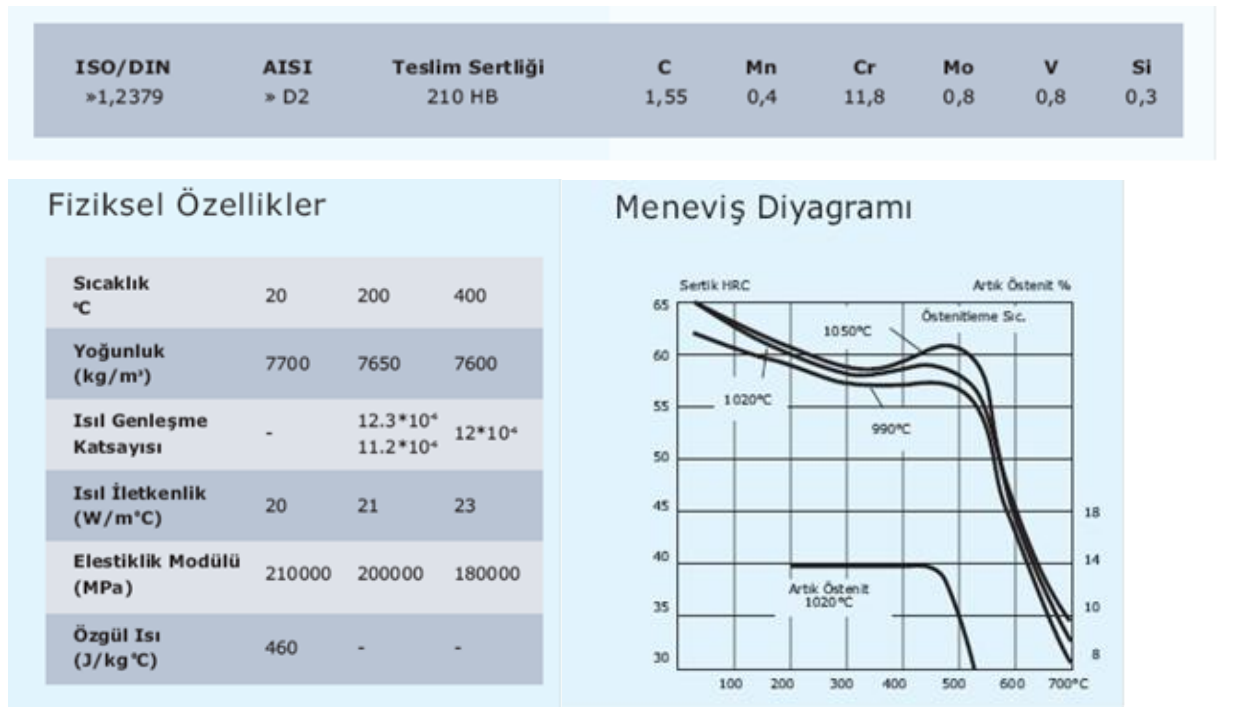 ISO/DIN AISI Teslim Sertliği C Mn Cr Mo V Si
»1,2379 » D2 210 HB 1,55 0,4 11,8 0,8 0,8 0,3
Fiziksel Özellikler
Sıcaklık
°C 20 200 400
Yoğunluk
(kg/m³) 7700 7650 7600
Isıl Genleşme
Katsayısı - 12.3*10⁴
11.2*10⁴ 12*10⁴
Isıl İletkenlik
(W/m°C) 20 21 23
Elestiklik Modülü
(MPa) 210000 200000 180000
Özgül Isı
(J/kg°C) 460 - -
Meneviş Diyagramı
Sertik HRC Artık Östenit %
65
Östenitleme Sıc.
1050°C
60
1020°C
55
990°C
50
45 18
40 14
Artık Östenit
1020°C
35 10
30 8
100 200 300 400 500 600 700°C